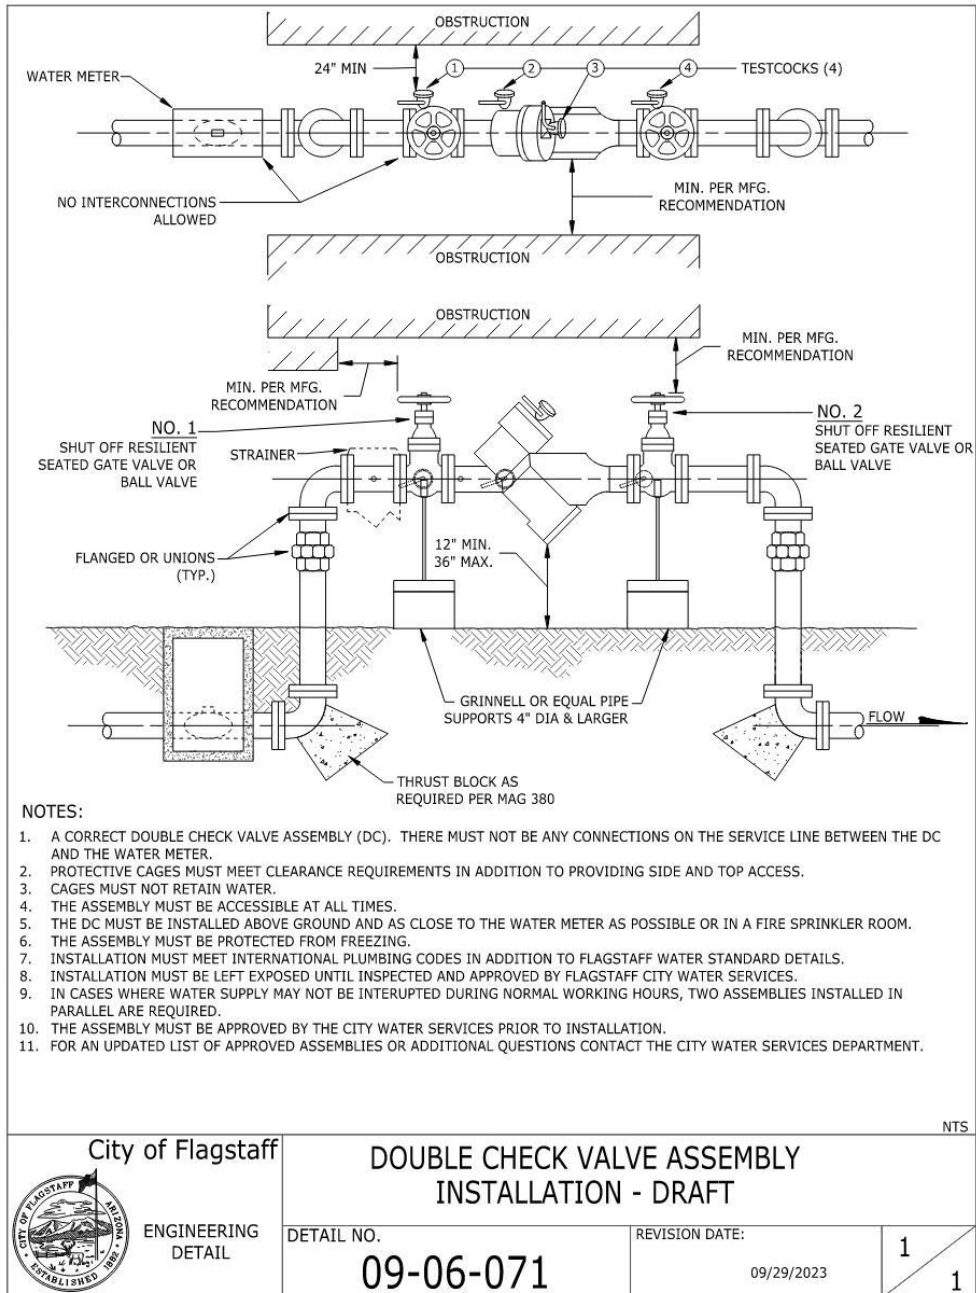 OBSTRUCTION
24" MIN
1
2
3
4
TESTCOCKS (4)
WATER METER
NO INTERCONNECTIONS
ALLOWED
MIN. PER MFG.
RECOMMENDATION
OBSTRUCTION
OBSTRUCTION
MIN. PER MFG.
RECOMMENDATION
MIN. PER MFG.
RECOMMENDATION
NO. 1
SHUT OFF RESILIENT
SEATED GATE VALVE OR
BALL VALVE
STRAINER
NO. 2
SHUT OFF RESILIENT
SEATED GATE VALVE OR
BALL VALVE
FLANGED OR UNIONS
(TYP.)
12" MIN.
36" MAX.
GRINNELL OR EQUAL PIPE
SUPPORTS 4" DIA & LARGER
FLOW
THRUST BLOCK AS
REQUIRED PER MAG 380
NOTES:
1. A CORRECT DOUBLE CHECK VALVE ASSEMBLY (DC). THERE MUST NOT BE ANY CONNECTIONS ON THE SERVICE LINE BETWEEN THE DC
AND THE WATER METER.
2. PROTECTIVE CAGES MUST MEET CLEARANCE REQUIREMENTS IN ADDITION TO PROVIDING SIDE AND TOP ACCESS.
3. CAGES MUST NOT RETAIN WATER.
4. THE ASSEMBLY MUST BE ACCESSIBLE AT ALL TIMES.
5. THE DC MUST BE INSTALLED ABOVE GROUND AND AS CLOSE TO THE WATER METER AS POSSIBLE OR IN A FIRE SPRINKLER ROOM.
6. THE ASSEMBLY MUST BE PROTECTED FROM FREEZING.
7. INSTALLATION MUST MEET INTERNATIONAL PLUMBING CODES IN ADDITION TO FLAGSTAFF WATER STANDARD DETAILS.
8. INSTALLATION MUST BE LEFT EXPOSED UNTIL INSPECTED AND APPROVED BY FLAGSTAFF CITY WATER SERVICES.
9. IN CASES WHERE WATER SUPPLY MAY NOT BE INTERUPTED DURING NORMAL WORKING HOURS, TWO ASSEMBLIES INSTALLED IN
PARALLEL ARE REQUIRED.
10. THE ASSEMBLY MUST BE APPROVED BY THE CITY WATER SERVICES PRIOR TO INSTALLATION.
11. FOR AN UPDATED LIST OF APPROVED ASSEMBLIES OR ADDITIONAL QUESTIONS CONTACT THE CITY WATER SERVICES DEPARTMENT.
NTS
City of Flagstaff
CITY OF FLAGSTAFF ARIZONA
ESTABLISHED 1882
ENGINEERING
DETAIL
DOUBLE CHECK VALVE ASSEMBLY
INSTALLATION - DRAFT
DETAIL NO.
09-06-071
REVISION DATE:
09/29/2023
1
1